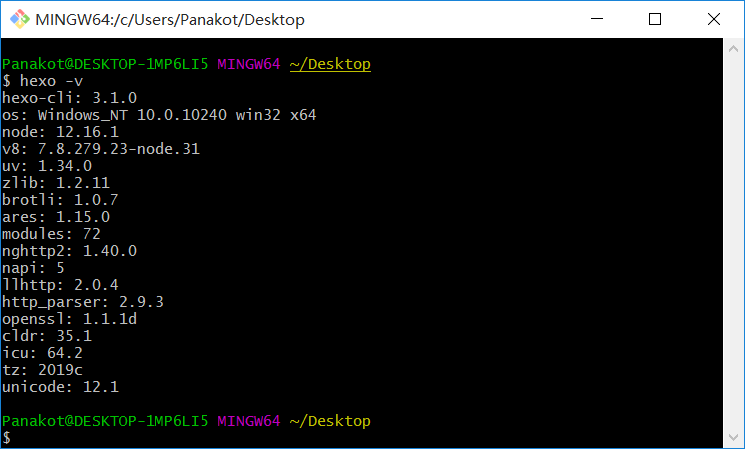 MINGW64:/c/Users/Panakot/Desktop
Panakot@DESKTOP-1MP6LI5 MINGW64 ~/Desktop
$ hexo -v
hexo-cli: 3.1.0
os: Windows_NT 10.0.10240 win32 x64
node: 12.16.1
v8: 7.8.279.23-node.31
uv: 1.34.0
zlib: 1.2.11
brotli: 1.0.7
ares: 1.15.0
modules: 72
nghttp2: 1.40.0
napi: 5
llhttp: 2.0.4
http_parser: 2.9.3
openssl: 1.1.1d
cldr: 35.1
icu: 64.2
tz: 2019c
unicode: 12.1
Panakot@DESKTOP-1MP6LI5 MINGW64 ~/Desktop
$